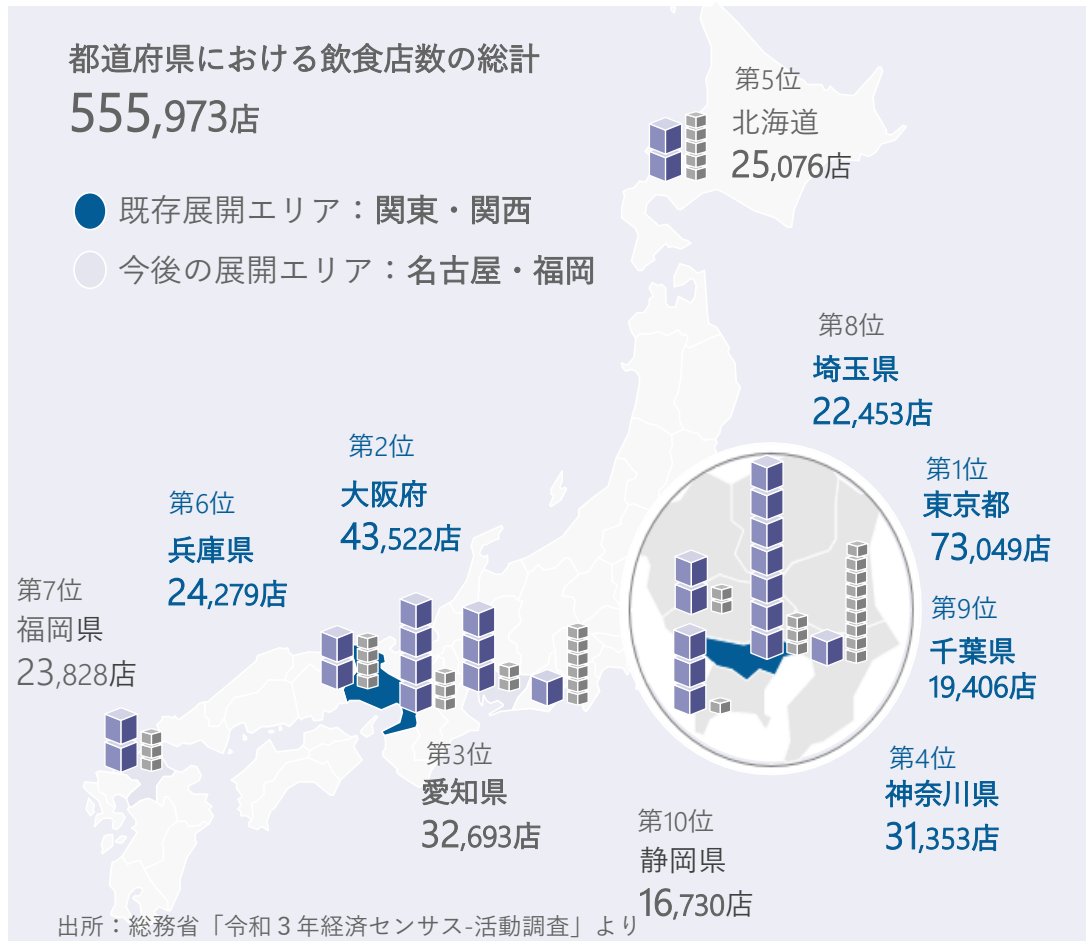 都道府県における飲食店数の総計
555,973店
既存展開エリア：関東・関西
今後の展開エリア：名古屋・福岡
第5位
北海道
25,076店
第8位
埼玉県
22,453店
第1位
東京都
73,049店
第2位
大阪府
43,522店
第6位
兵庫県
24,279店
第7位
福岡県
23,828店
第9位
千葉県
19,406店
第3位
愛知県
32,693店
第4位
神奈川県
31,353店
第10位
静岡県
16,730店
出所：総務省「令和３年経済センサス-活動調査」より